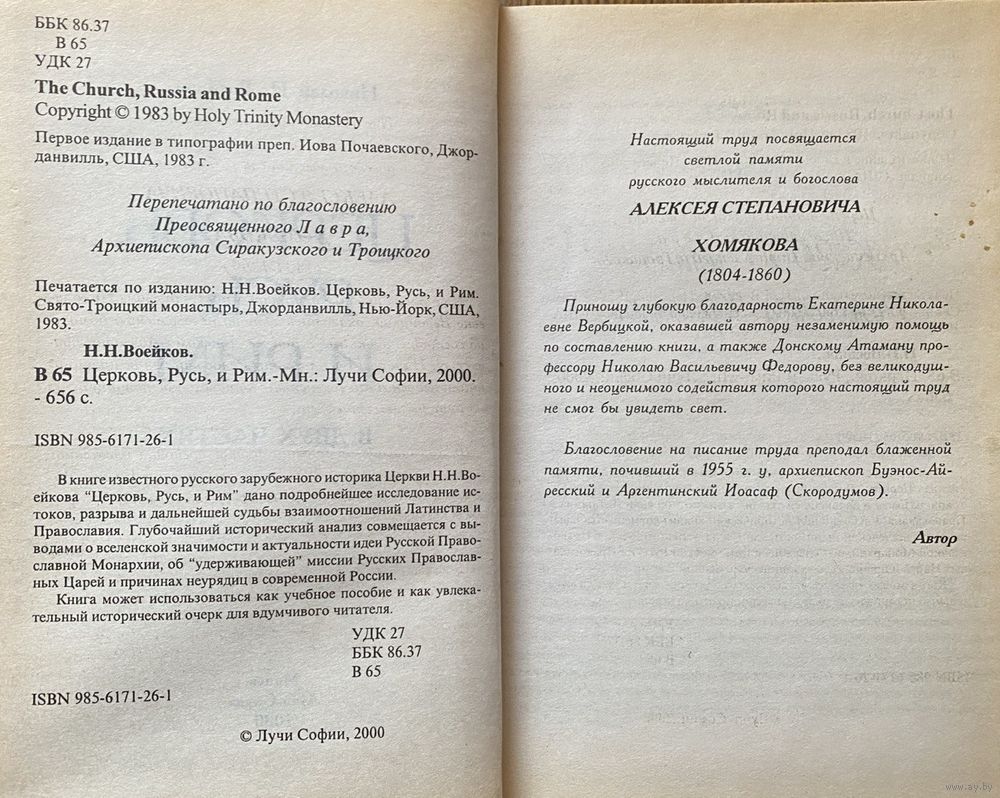 ББК 86.37
В 65
УДК 27
The Church, Russia and Rome
Copyright © 1983 by Holy Trinity Monastery
Первое издание в типографии преп. Иова Почаевского, Джор-
данвилль, США, 1983 г.
Перепечатано по благословению
Преосвященного Л а в р а,
Архиепископа Сиракузского и Троицкого
Печатается по изданию: Н.Н.Воейков. Церковь, Русь, и Рим.
Свято-Троицкий монастырь, Джорданвилль, Нью-Йорк, США,
1983.
Н.Н.Воейков.
В 65 Церковь, Русь, и Рим.-Мн.: Лучи Софии, 2000.
- 656 с.
ISBN 985-6171-26-1
В книге известного русского зарубежного историка Церкви Н.Н.Во-
ейкова "Церковь, Русь, и Рим" дано подробнейшее исследование ис-
токов, разрыва и дальнейшей судьбы взаимоотношений Латинства и
Православия. Глубочайший исторический анализ совмещается с вы-
водами о вселенской значимости и актуальности идеи Русской Право-
славной Монархии, об "удерживающей" миссии Русских Православ-
ных Царей и причинах неурядиц в современной России.
Книга может использоваться как учебное пособие и как увлека-
тельный исторический очерк для вдумчивого читателя.
УДК 27
ББК 86.37
В 65
ISBN 985-6171-26-1
© Лучи Софии, 2000
Настоящий труд посвящается
светлой памяти
русского мыслителя и богослова
АЛЕКСЕЯ СТЕПАНОВИЧА
ХОМЯКОВА
(1804-1860)
Приношу глубокую благодарность Екатерине Никола-
евне Вербицкой, оказавшей автору незаменимую помощь
по составлению книги, а также Донскому Атаману про-
фессору Николаю Васильевичу Федорову, без великодуш-
ного и неоценимого содействия которого настоящий труд
не смог бы увидеть свет.
Благословение на писание труда преподал блаженной
памяти, почивший в 1955 г. у, архиепископ Буэнос-Ай-
ресский и Аргентинский Иоасаф (Скородумов).
Автор
www.ay.by